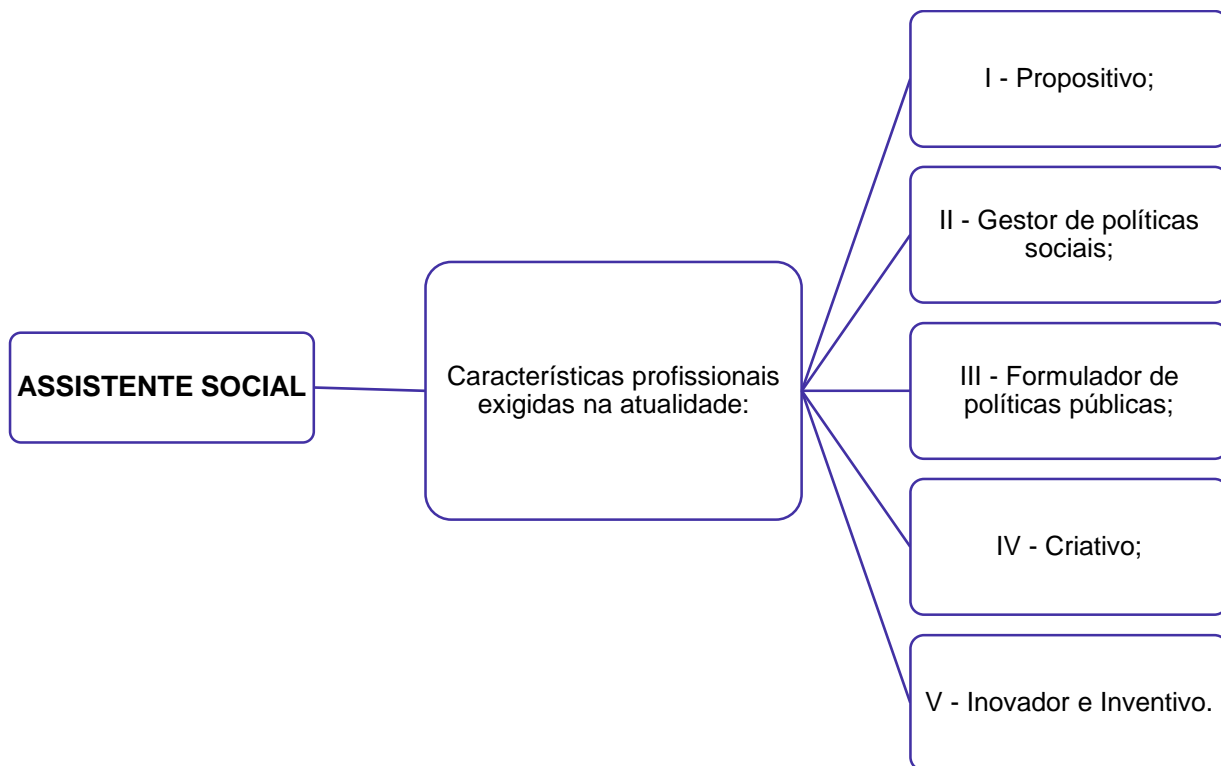 ASSISTENTE SOCIAL
Características profissionais
exigidas na atualidade:
I - Propositivo;
II - Gestor de políticas
sociais;
III - Formulador de
políticas públicas;
IV - Criativo;
V - Inovador e Inventivo.